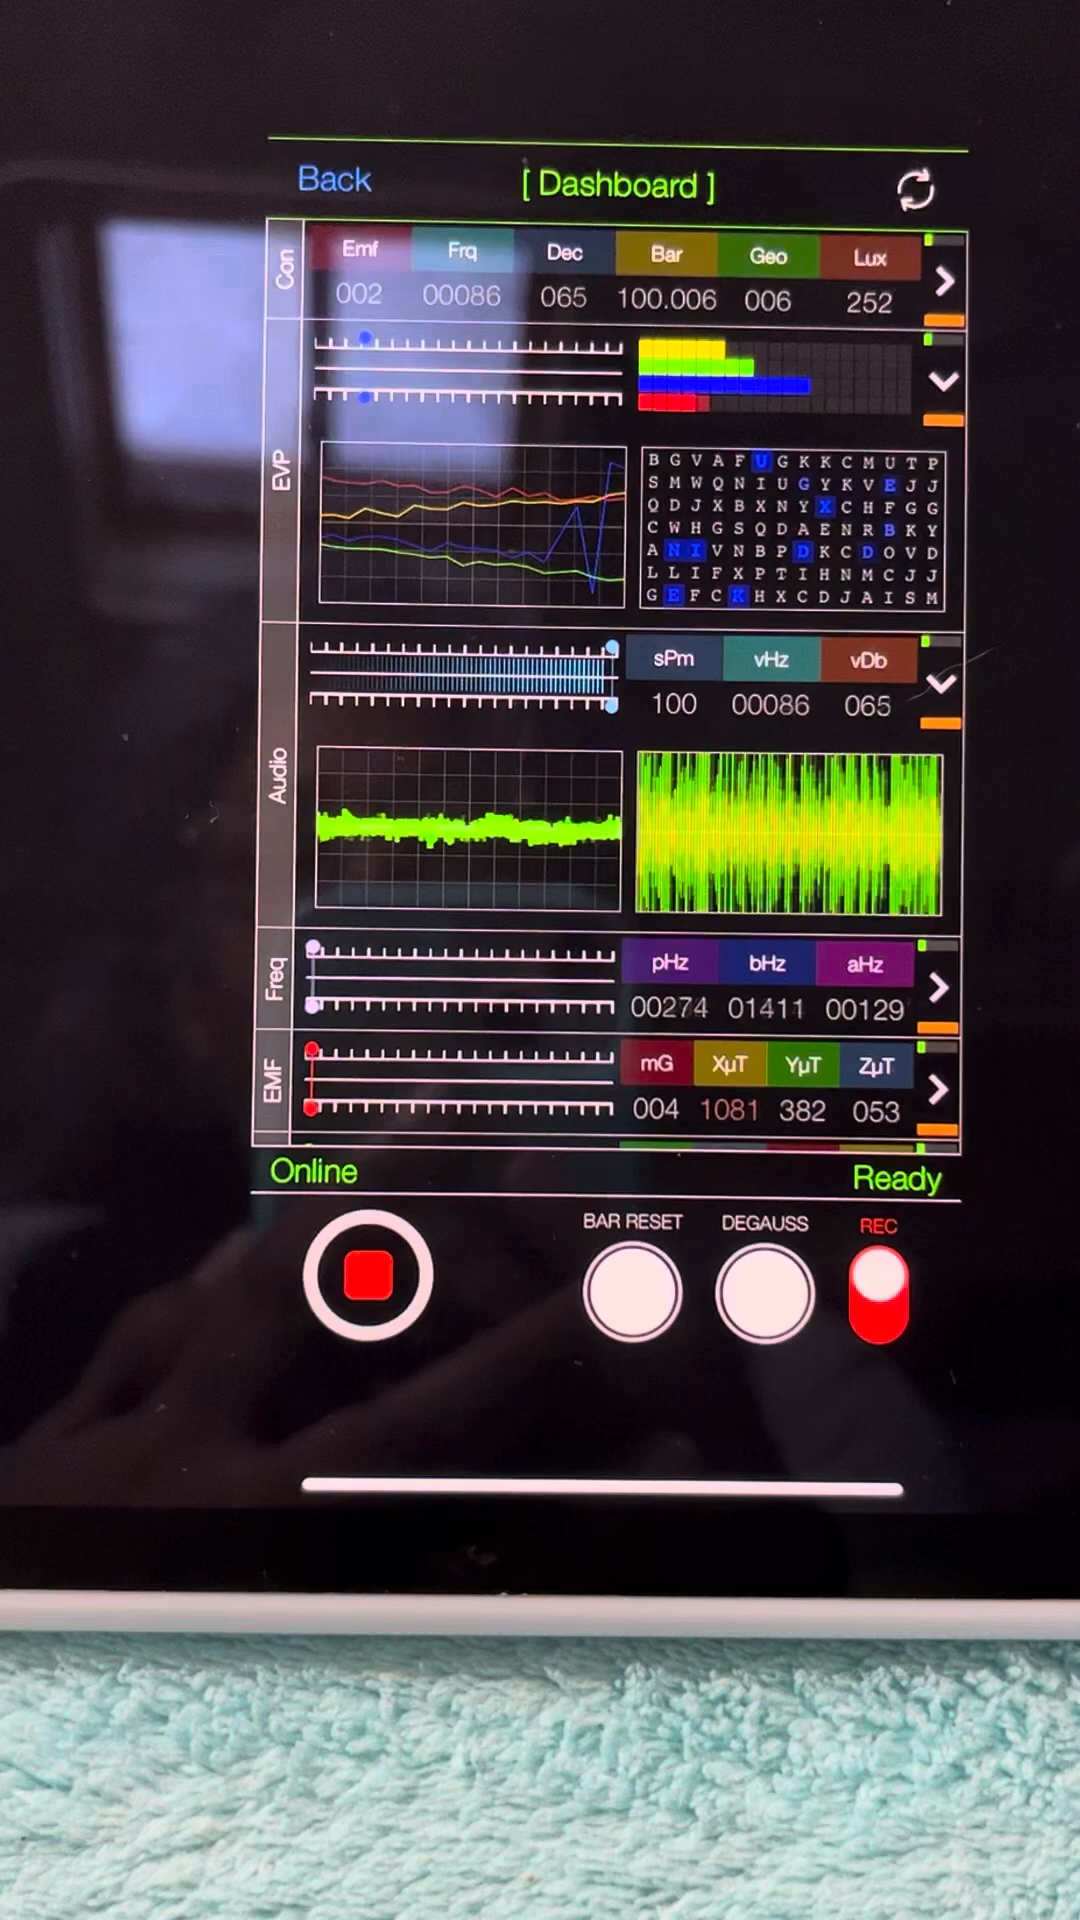 Back [ Dashboard ]
Con Emf Frq Dec Bar Geo Lux
002 00086 065 100.006 006 252
EVP
B G V A F U G K K C M U T P
S M W Q N I U G Y K V E J J
Q D J X B X N Y X C H F G G
C W H G S Q D A E N R B K Y
A N I V N B P D K C D O V D
L L I F X P T I H N M C J J
G E F C K H X C D J A I S M
Audio sPm vHz vDb
100 00086 065
Freq pHz bHz aHz
00274 01411 00129
EMF mG XµT YµT ZµT
004 1081 382 053
Online Ready
BAR RESET DEGAUSS REC